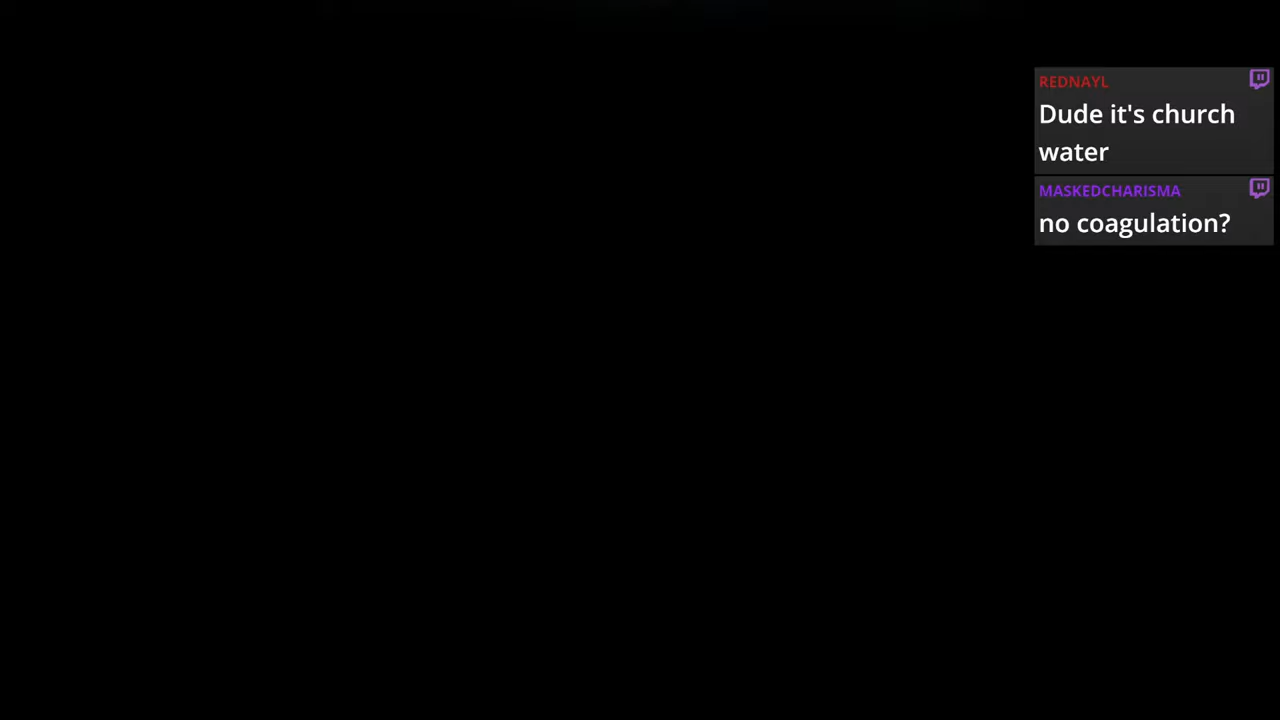 REDNAYL
Dude it's church
water
MASKEDCHARISMA
no coagulation?